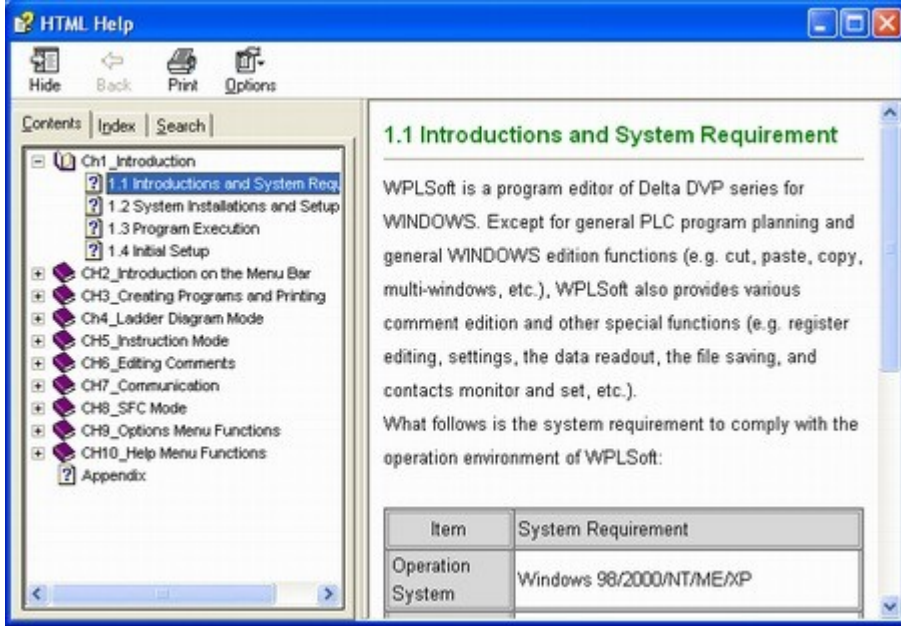 HTML Help
Hide Back Print Options
Contents Index Search
Ch1_Introduction
1.1 Introductions and System Requ
1.2 System Installations and Setup
1.3 Program Execution
1.4 Initial Setup
CH2_Introduction on the Menu Bar
CH3_Creating Programs and Printing
Ch4_Ladder Diagram Mode
CH5_Instruction Mode
CH6_Editing Comments
CH7_Communication
CH8_SFC Mode
CH9_Options Menu Functions
CH10_Help Menu Functions
Appendix
1.1 Introductions and System Requirement
WPLSoft is a program editor of Delta DVP series for
WINDOWS. Except for general PLC program planning and
general WINDOWS edition functions (e.g. cut, paste, copy,
multi-windows, etc.), WPLSoft also provides various
comment edition and other special functions (e.g. register
editing, settings, the data readout, the file saving, and
contacts monitor and set, etc.).
What follows is the system requirement to comply with the
operation environment of WPLSoft:
Item System Requirement
Operation
System
Windows 98/2000/NT/ME/XP